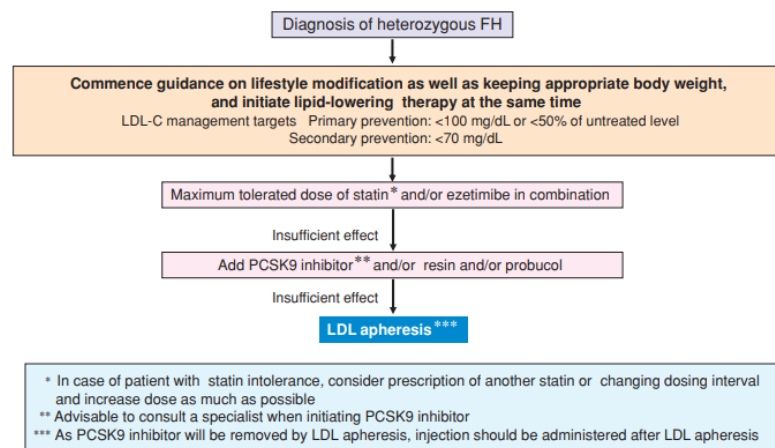 Diagnosis of heterozygous FH
Commence guidance on lifestyle modification as well as keeping appropriate body weight,
and initiate lipid-lowering therapy at the same time
LDL-C management targets Primary prevention: <100 mg/dL or <50% of untreated level
Secondary prevention: <70 mg/dL
Maximum tolerated dose of statin* and/or ezetimibe in combination
Insufficient effect
Add PCSK9 inhibitor** and/or resin and/or probucol
Insufficient effect
LDL apheresis***
* In case of patient with statin intolerance, consider prescription of another statin or changing dosing interval
and increase dose as much as possible
** Advisable to consult a specialist when initiating PCSK9 inhibitor
*** As PCSK9 inhibitor will be removed by LDL apheresis, injection should be administered after LDL apheresis